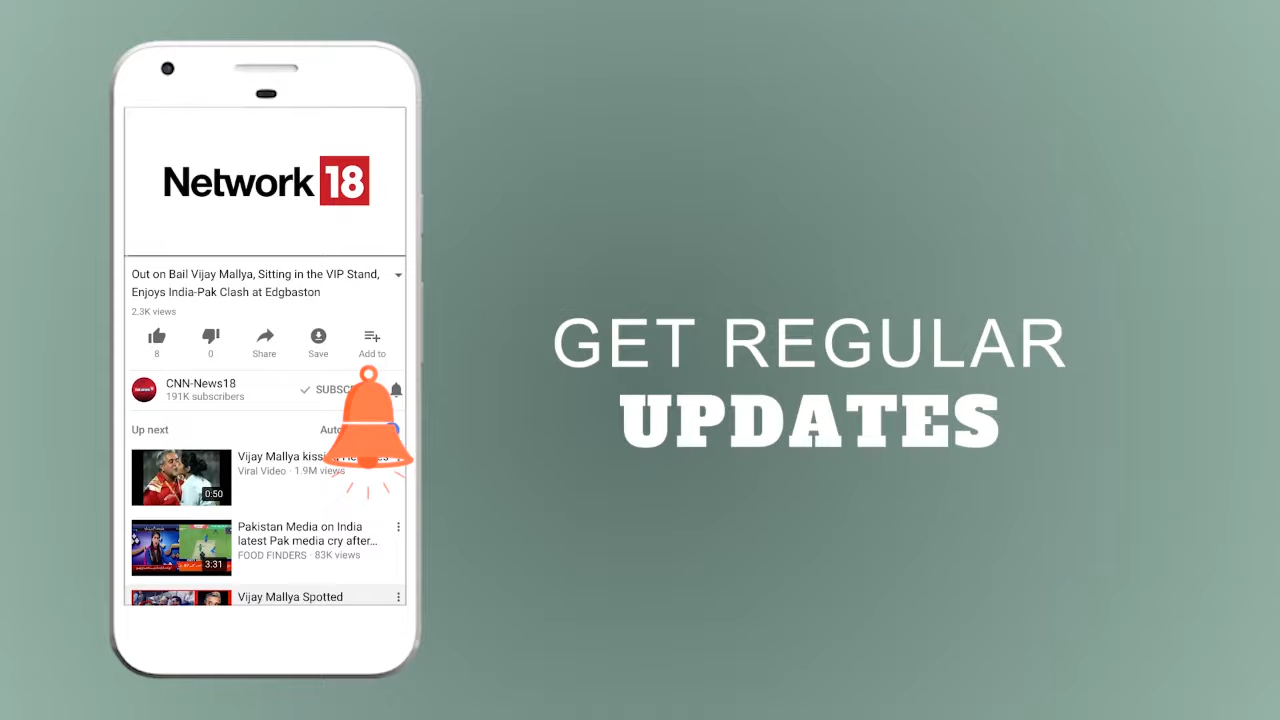 Network 18
Out on Bail Vijay Mallya, Sitting in the VIP Stand,
Enjoys India-Pak Clash at Edgbaston
2.3K views
8
0
Share
Save
Add to
CNN-News18
SUBSC
191K subscribers
Up next
Auto
Vijay Mallya
Viral Video · 1.9M views
0:50
Pakistan Media on India
latest Pak media cry after...
FOOD FINDERS · 83K views
3:31
Vijay Mallya Spotted
GET REGULAR
UPDATES